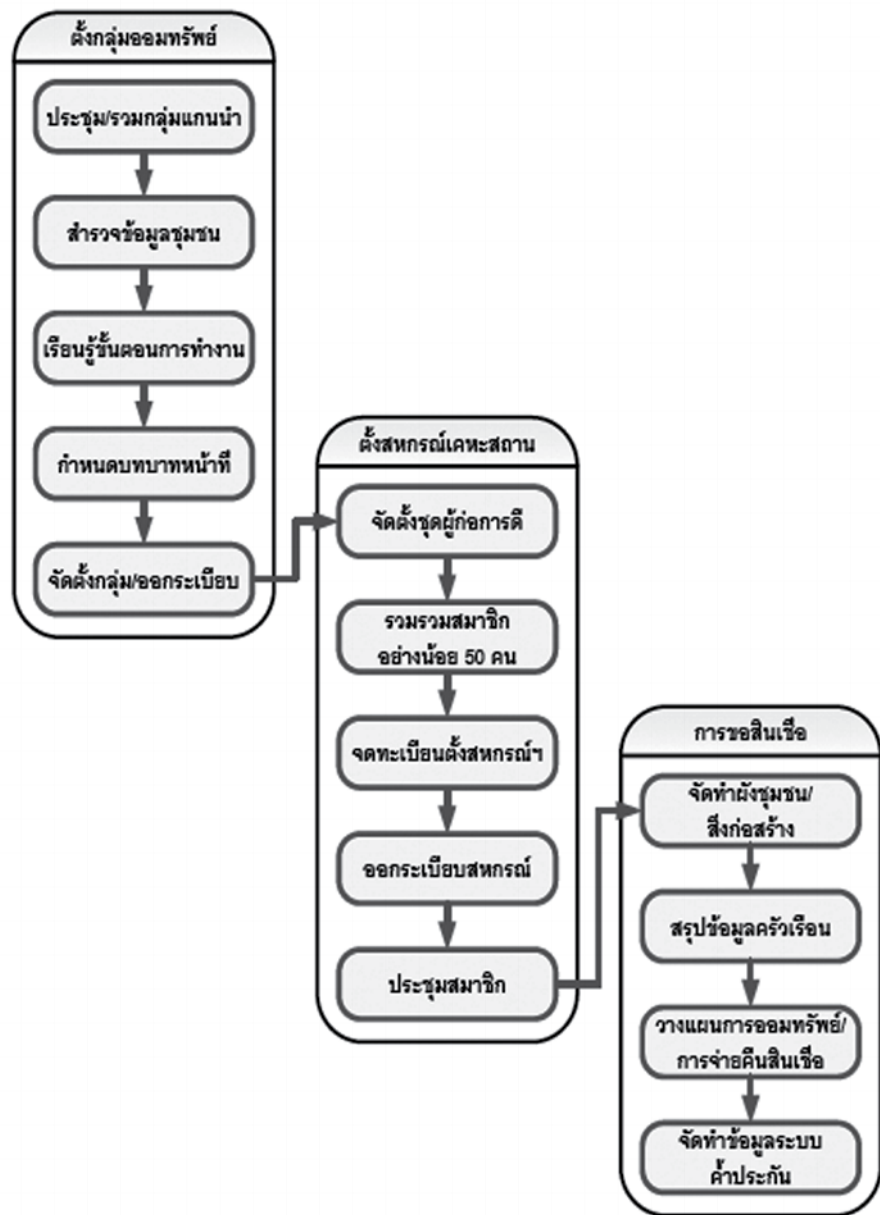 ตั้งกลุ่มออมทรัพย์
ประชุม/รวมกลุ่มแกนนำ
สำรวจข้อมูลชุมชน
เรียนรู้ขั้นตอนการทำงาน
กำหนดบทบาทหน้าที่
จัดตั้งกลุ่ม/ออกระเบียบ
ตั้งสหกรณ์เคหะสถาน
จัดตั้งชุดผู้ก่อการดี
รวมรวมสมาชิก
อย่างน้อย 50 คน
จดทะเบียนตั้งสหกรณ์ฯ
ออกระเบียบสหกรณ์
ประชุมสมาชิก
การขอสินเชื่อ
จัดทำผังชุมชน/
สิ่งก่อสร้าง
สรุปข้อมูลครัวเรือน
วางแผนการออมทรัพย์/
การจ่ายคืนสินเชื่อ
จัดทำข้อมูลระบบ
ค้ำประกัน